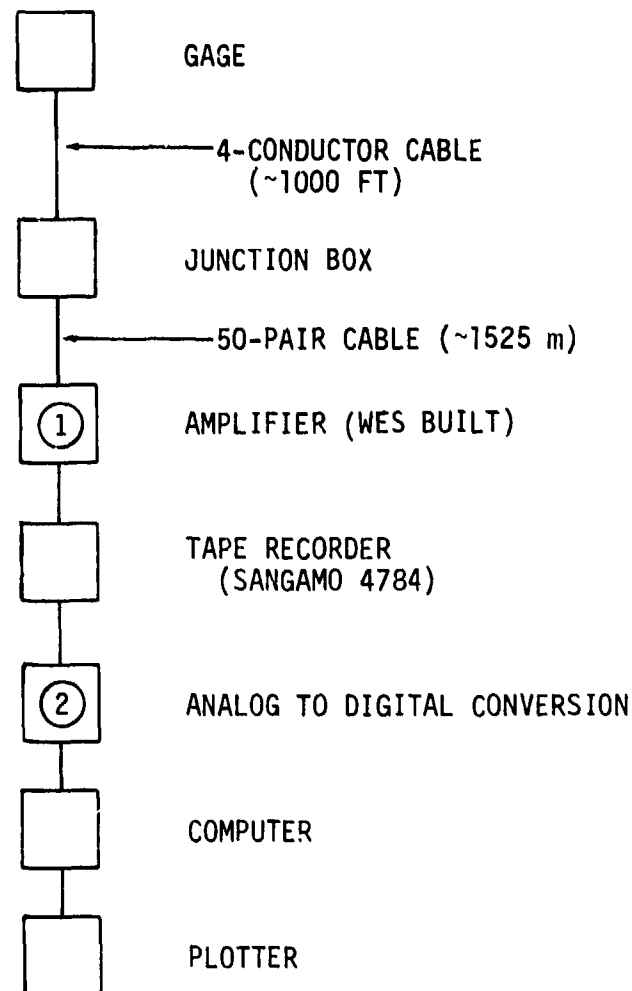 GAGE
4-CONDUCTOR CABLE
(~1000 FT)
JUNCTION BOX
50-PAIR CABLE (~1525 m)
1
AMPLIFIER (WES BUILT)
TAPE RECORDER
(SANGAMO 4784)
2
ANALOG TO DIGITAL CONVERSION
COMPUTER
PLOTTER